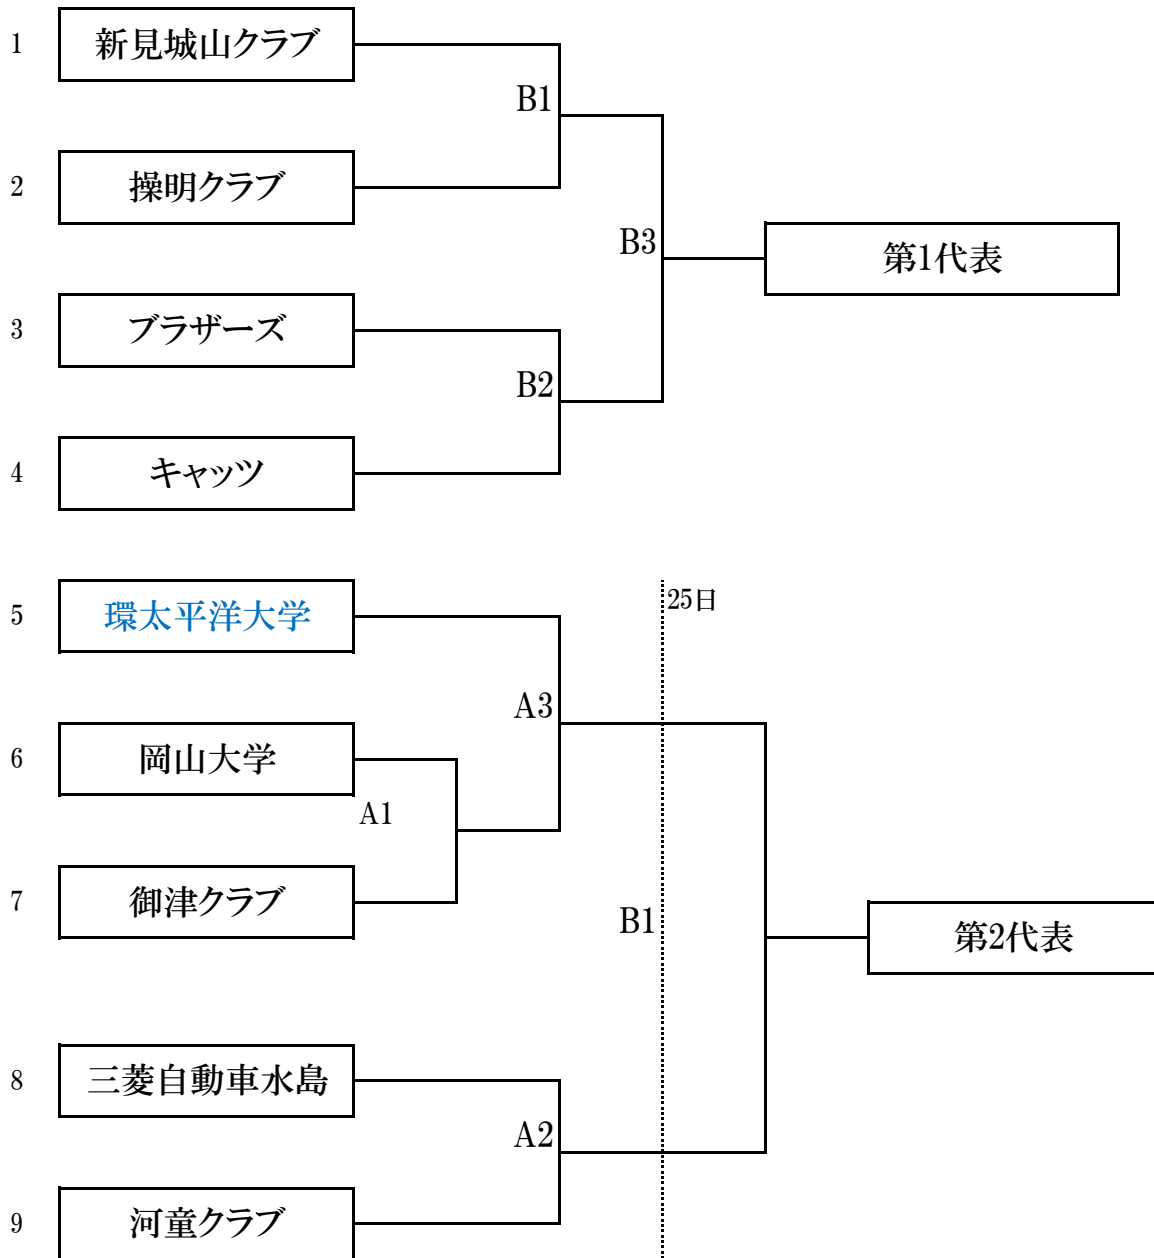 1 新見城山クラブ
B1
2 操明クラブ
B3
第1代表
3 ブラザーズ
B2
4 キャッツ
5 環太平洋大学
25日
A3
6 岡山大学
A1
7 御津クラブ
B1
第2代表
8 三菱自動車水島
A2
9 河童クラブ